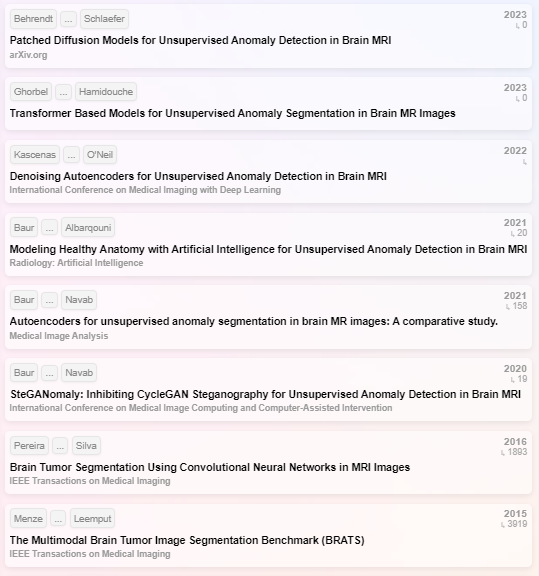 Behrendt ... Schlaefer 2023
0
Patched Diffusion Models for Unsupervised Anomaly Detection in Brain MRI
arXiv.org
Ghorbel ... Hamidouche 2023
0
Transformer Based Models for Unsupervised Anomaly Segmentation in Brain MR Images
Kascenas ... O'Neil 2022
Denoising Autoencoders for Unsupervised Anomaly Detection in Brain MRI
International Conference on Medical Imaging with Deep Learning
Baur ... Albarqouni 2021
20
Modeling Healthy Anatomy with Artificial Intelligence for Unsupervised Anomaly Detection in Brain MRI
Radiology: Artificial Intelligence
Baur ... Navab 2021
158
Autoencoders for unsupervised anomaly segmentation in brain MR images: A comparative study.
Medical Image Analysis
Baur ... Navab 2020
19
SteGANomaly: Inhibiting CycleGAN Steganography for Unsupervised Anomaly Detection in Brain MRI
International Conference on Medical Image Computing and Computer-Assisted Intervention
Pereira ... Silva 2016
1893
Brain Tumor Segmentation Using Convolutional Neural Networks in MRI Images
IEEE Transactions on Medical Imaging
Menze ... Leemput 2015
3919
The Multimodal Brain Tumor Image Segmentation Benchmark (BRATS)
IEEE Transactions on Medical Imaging